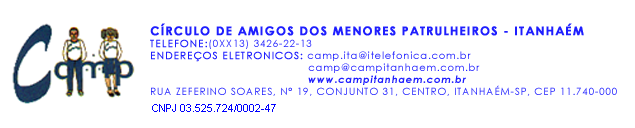 Camp
CÍRCULO DE AMIGOS DOS MENORES PATRULHEIROS - ITANHAÉM
TELEFONE:(0XX13) 3426-22-13
ENDEREÇOS ELETRONICOS: camp.ita@itelefonica.com.br
camp@campitanhaem.com.br
www.campitanhaem.com.br
RUA ZEFERINO SOARES, Nº 19, CONJUNTO 31, CENTRO, ITANHAÉM-SP, CEP 11.740-000
CNPJ 03.525.724/0002-47